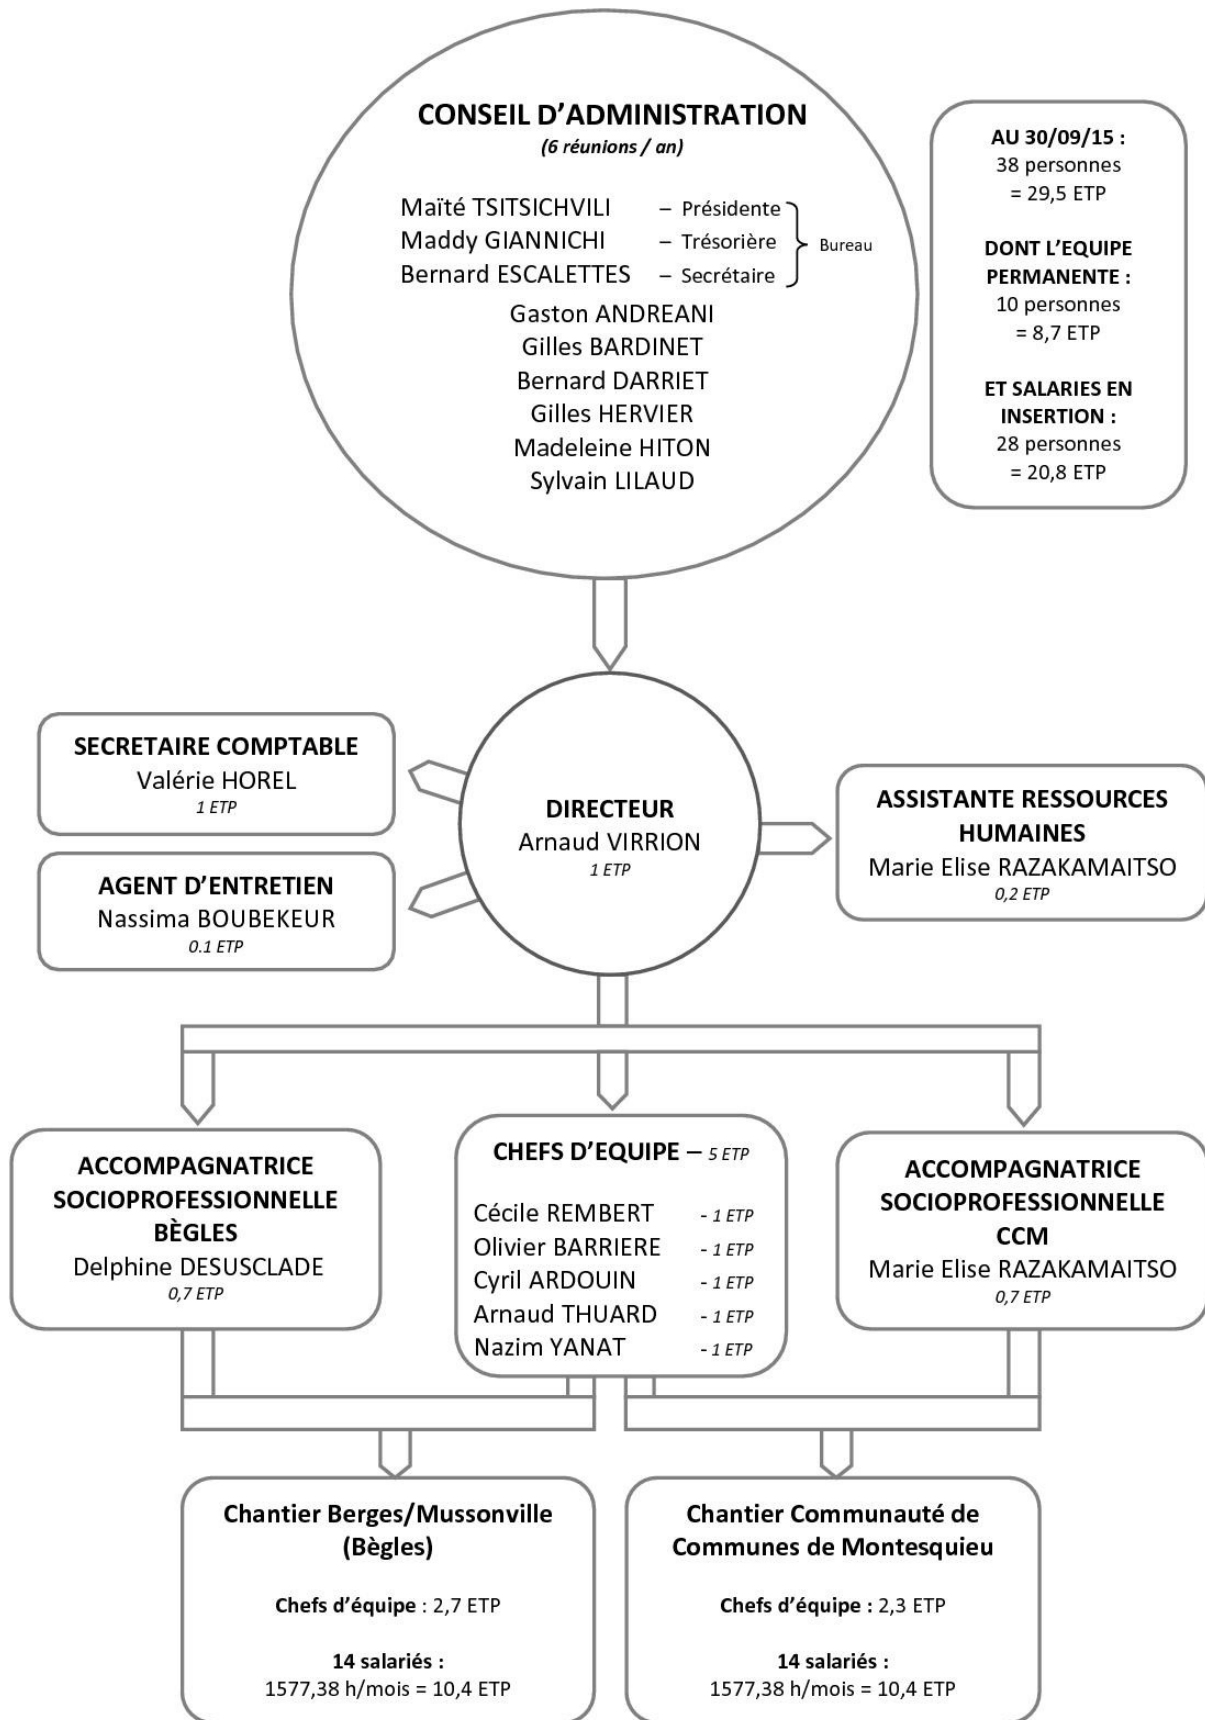 CONSEIL D’ADMINISTRATION
(6 réunions / an)
Maïté TSITSICHVILI – Présidente
Maddy GIANNICHI – Trésorière
Bernard ESCALETTES – Secrétaire
Bureau
Gaston ANDREANI
Gilles BARDINET
Bernard DARRIET
Gilles HERVIER
Madeleine HITON
Sylvain LILAUD
AU 30/09/15 :
38 personnes
= 29,5 ETP
DONT L’EQUIPE
PERMANENTE :
10 personnes
= 8,7 ETP
ET SALARIES EN
INSERTION :
28 personnes
= 20,8 ETP
SECRETAIRE COMPTABLE
Valérie HOREL
1 ETP
AGENT D’ENTRETIEN
Nassima BOUBEKEUR
0.1 ETP
DIRECTEUR
Arnaud VIRRION
1 ETP
ASSISTANTE RESSOURCES
HUMAINES
Marie Elise RAZAKAMAITSO
0,2 ETP
ACCOMPAGNATRICE
SOCIOPROFESSIONNELLE
BÈGLES
Delphine DESUSCLADE
0,7 ETP
CHEFS D’EQUIPE – 5 ETP
Cécile REMBERT - 1 ETP
Olivier BARRIERE - 1 ETP
Cyril ARDOUIN - 1 ETP
Arnaud THUARD - 1 ETP
Nazim YANAT - 1 ETP
ACCOMPAGNATRICE
SOCIOPROFESSIONNELLE
CCM
Marie Elise RAZAKAMAITSO
0,7 ETP
Chantier Berges/Mussonville
(Bègles)
Chefs d’équipe : 2,7 ETP
14 salariés :
1577,38 h/mois = 10,4 ETP
Chantier Communauté de
Communes de Montesquieu
Chefs d’équipe : 2,3 ETP
14 salariés :
1577,38 h/mois = 10,4 ETP